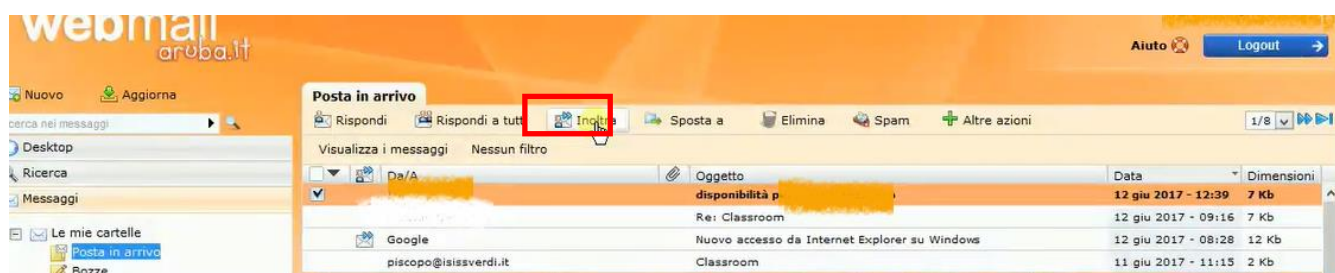 webmail
aruba.it
Aiuto
Logout
Nuovo Aggiorna
cerca nei messaggi
Desktop
Ricerca
Messaggi
Le mie cartelle
Posta in arrivo
Bozze
Posta in arrivo
Rispondi Rispondi a tutti Inoltra Sposta a Elimina Spam Altre azioni 1/8
Visualizza i messaggi Nessun filtro
Da/A Oggetto Data Dimensioni
disponibilità 12 giu 2017 - 12:39 7 Kb
Re: Classroom 12 giu 2017 - 09:16 7 Kb
Google Nuovo accesso da Internet Explorer su Windows 12 giu 2017 - 08:28 12 Kb
piscopo@isissverdi.it Classroom 11 giu 2017 - 11:15 2 Kb